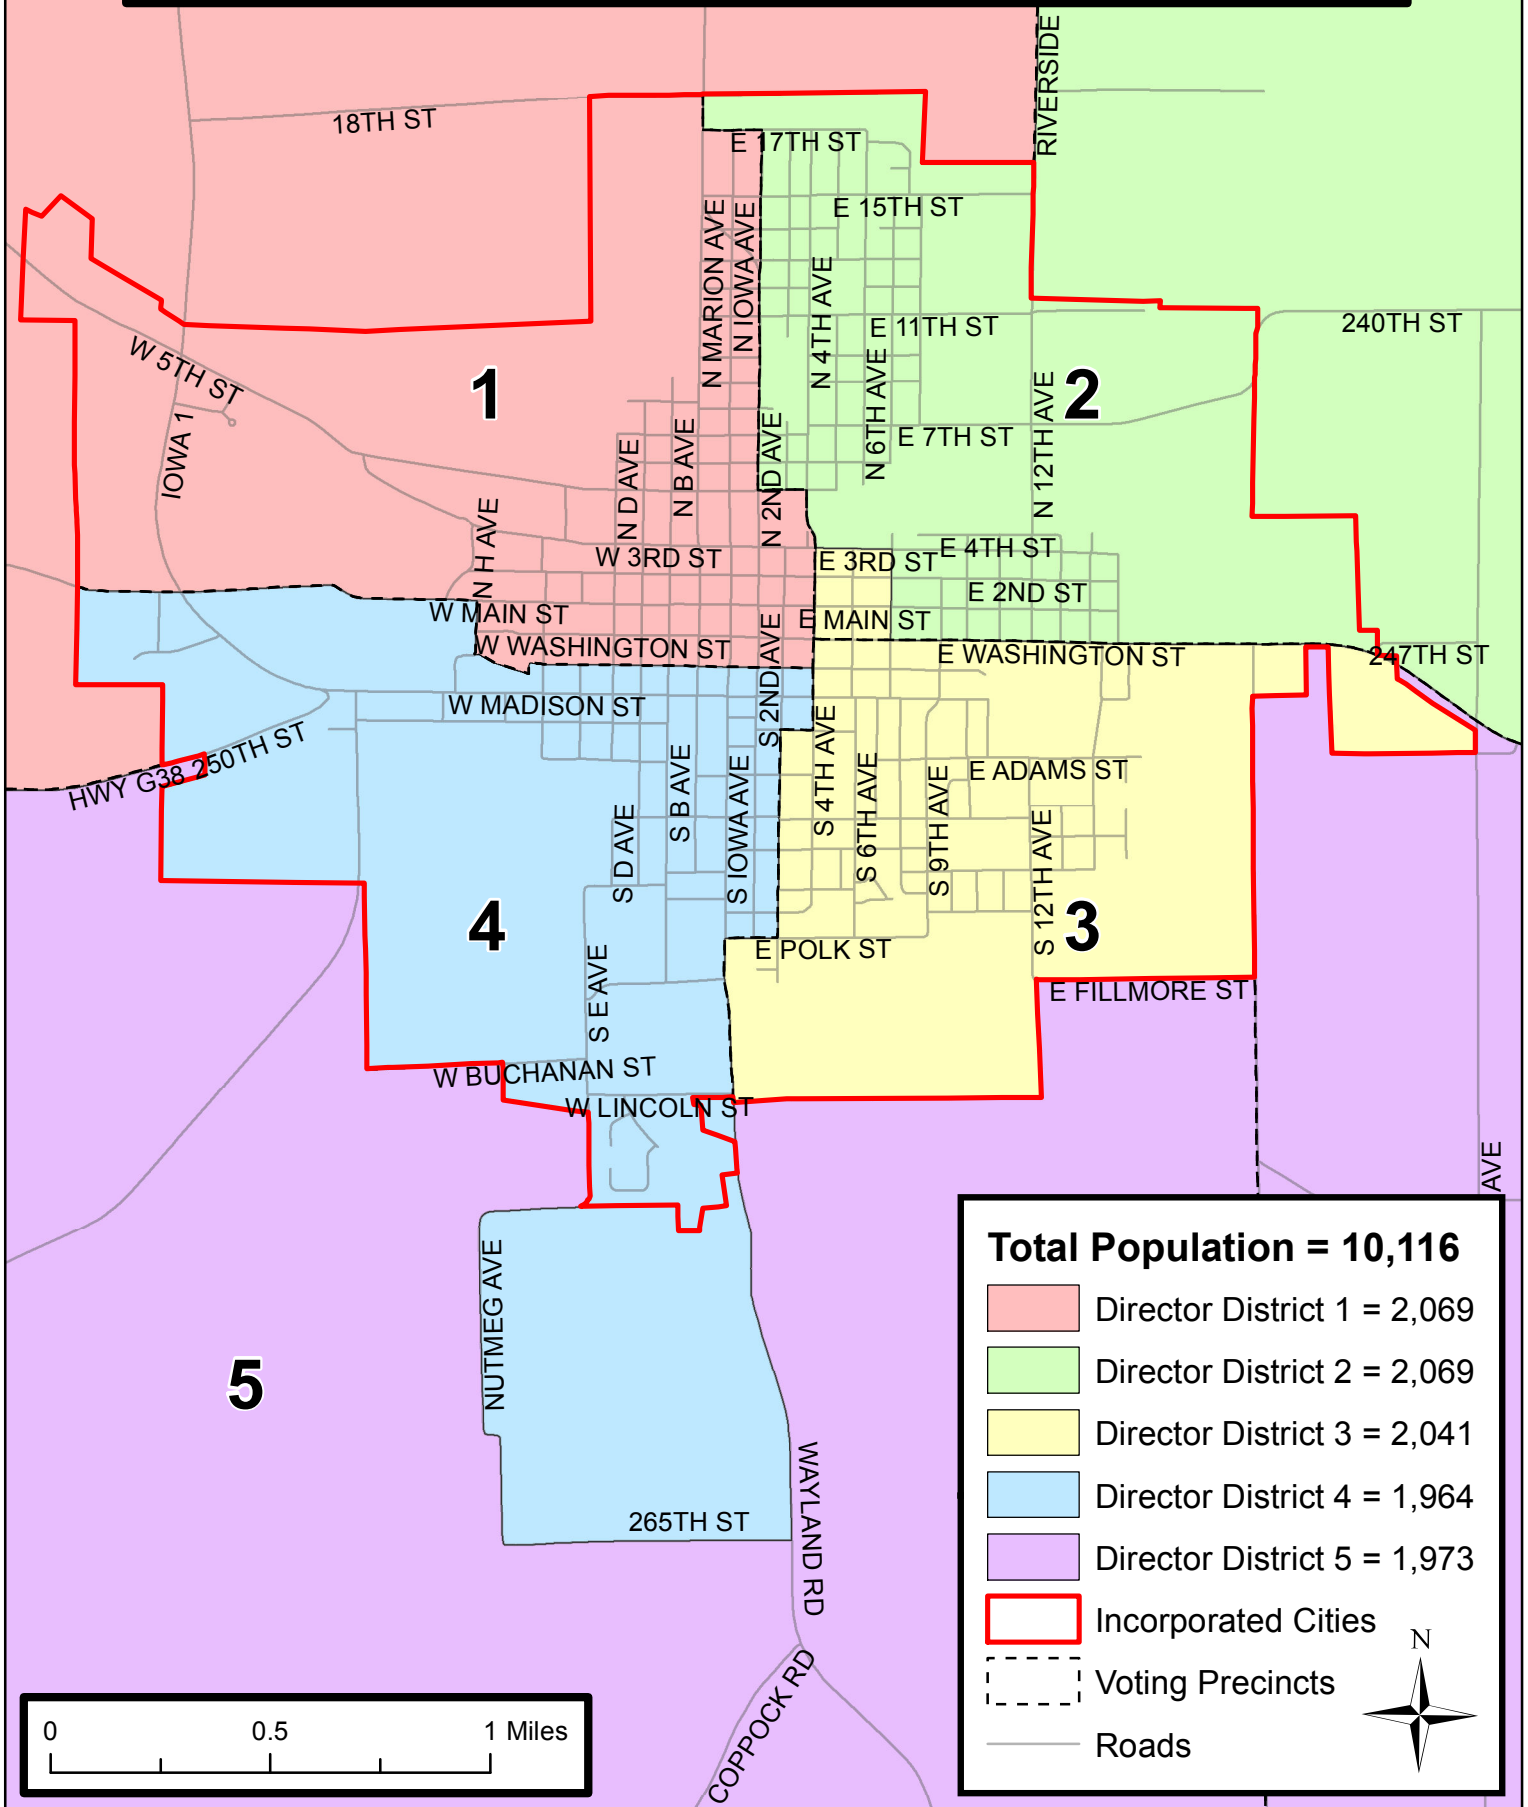 RIVERSIDE
18TH ST
E 17TH ST
E 15TH ST
N MARION AVE
N IOWA AVE
N 4TH AVE
E 11TH ST
240TH ST
W 5TH ST
1
2
N 6TH AVE
N 12TH AVE
IOWA 1
N D AVE
N B AVE
N 2ND AVE
E 7TH ST
N H AVE
W 3RD ST
E 3RD ST
E 4TH ST
E 2ND ST
W MAIN ST
E MAIN ST
W WASHINGTON ST
E WASHINGTON ST
247TH ST
S 2ND AVE
W MADISON ST
HWY G38 250TH ST
S 4TH AVE
S 6TH AVE
S 9TH AVE
E ADAMS ST
S B AVE
S IOWA AVE
S D AVE
S 12TH AVE
4
3
E POLK ST
S E AVE
E FILLMORE ST
W BUCHANAN ST
W LINCOLN ST
AVE
NUTMEG AVE
5
WAYLAND RD
265TH ST
COPPOCK RD
Total Population = 10,116
Director District 1 = 2,069
Director District 2 = 2,069
Director District 3 = 2,041
Director District 4 = 1,964
Director District 5 = 1,973
Incorporated Cities
Voting Precincts
Roads
N
0 0.5 1 Miles